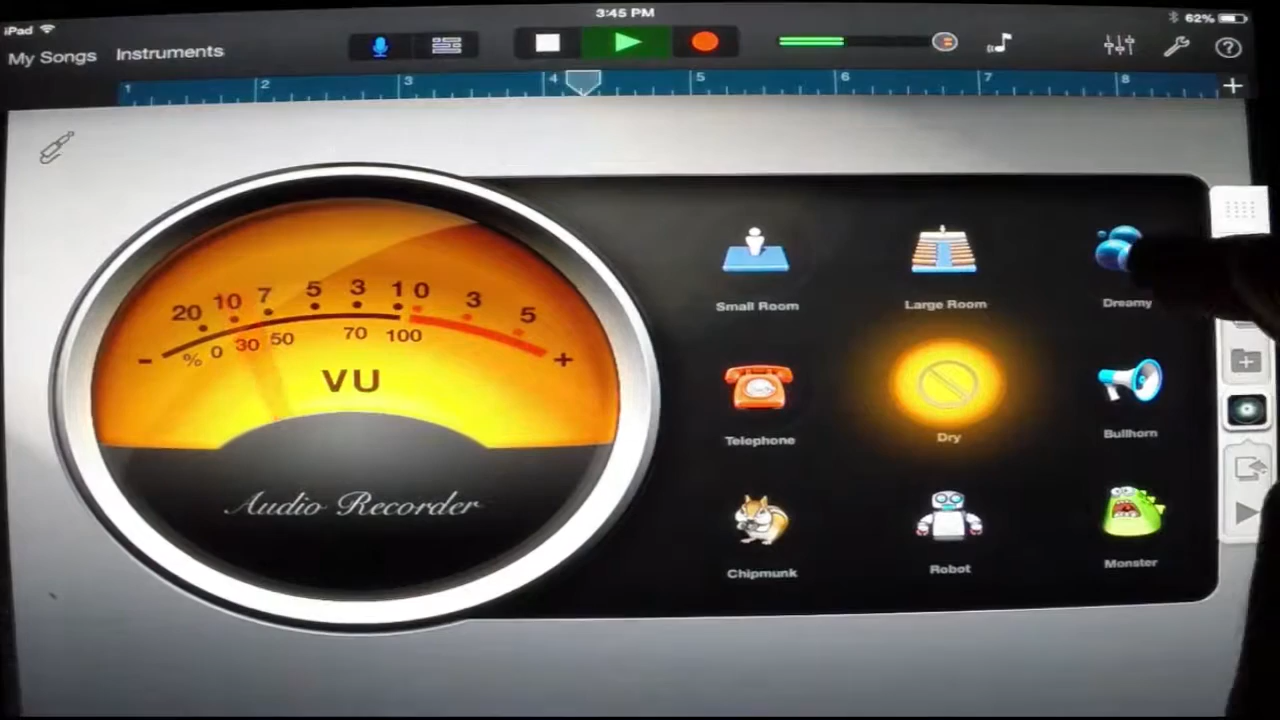 iPad 3:45 PM 62%
My Songs Instruments
1 2 3 4 5 6 7 8
20 10 7 5 3 1 0 3 5
- % 0 30 50 70 100 +
VU
Audio Recorder
Small Room Large Room Dreamy
Telephone Dry Bullhorn
Chipmunk Robot Monster